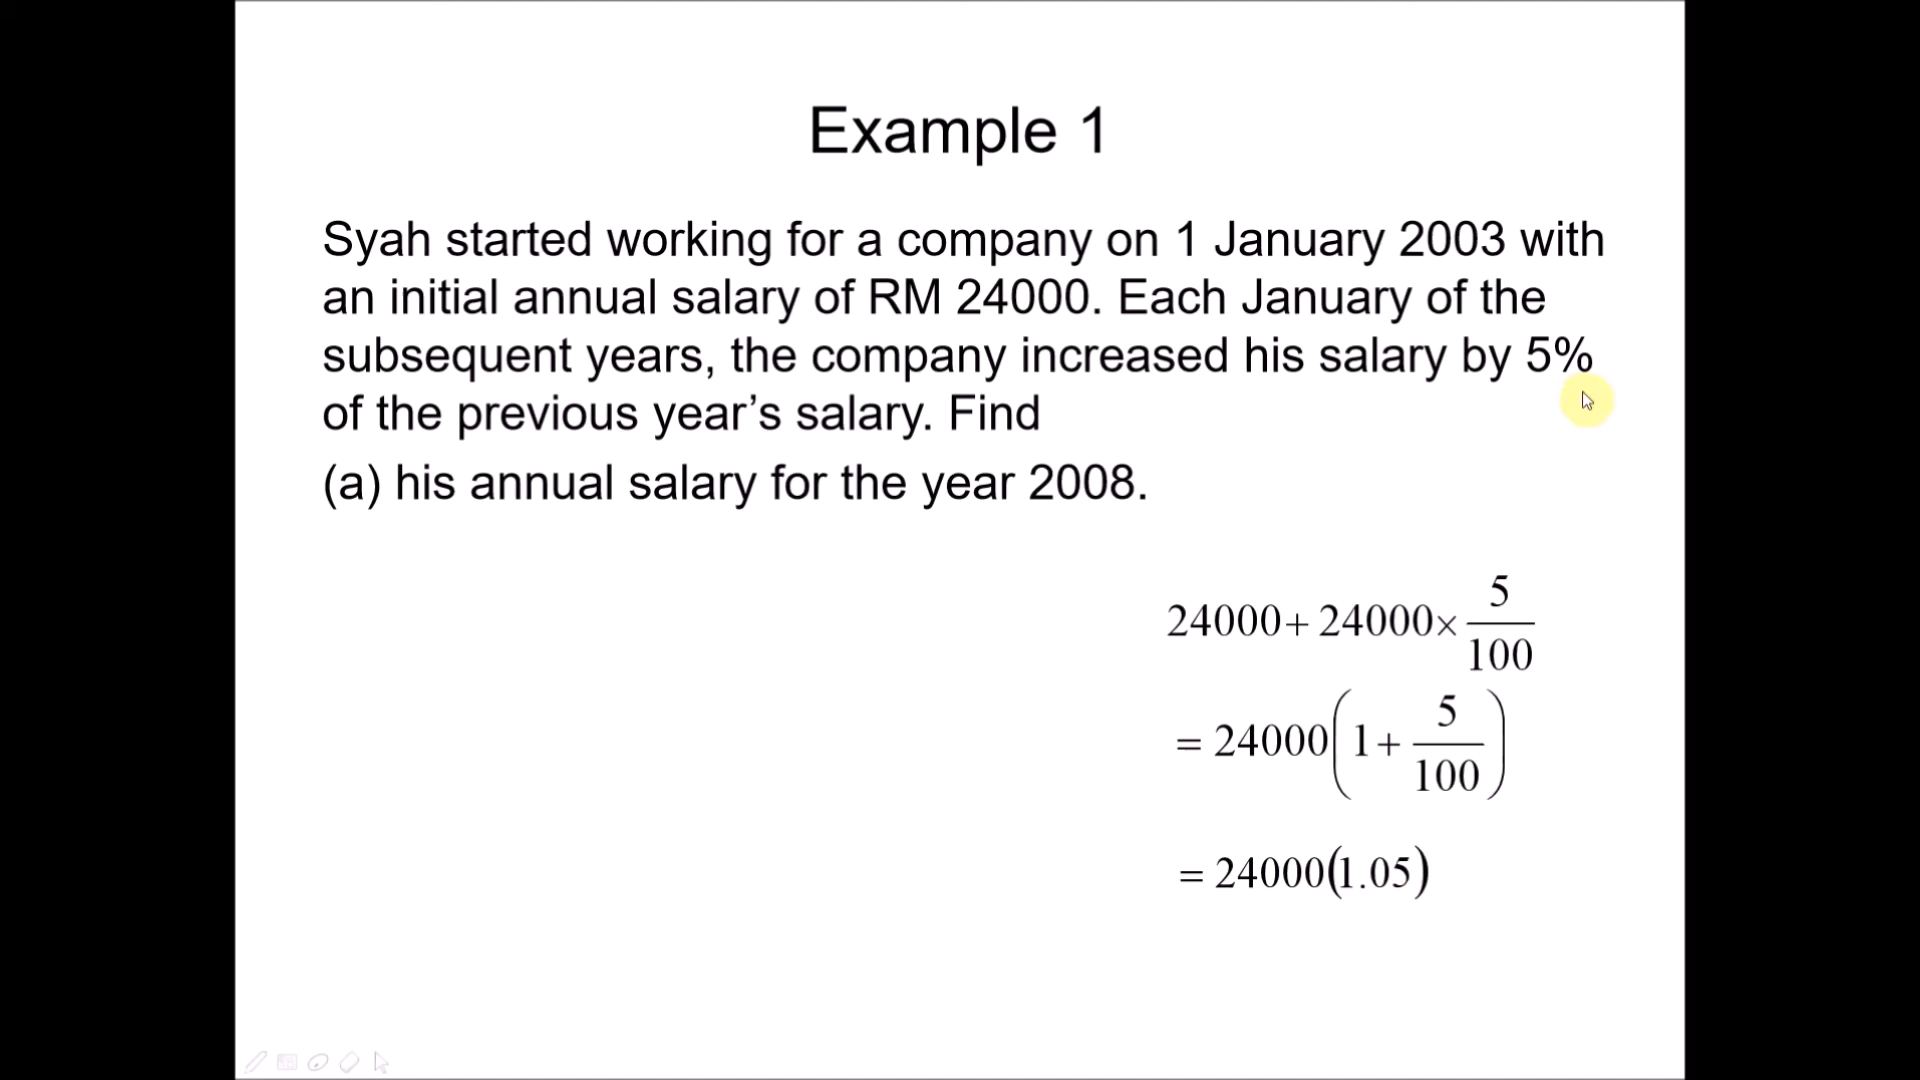 Example 1
Syah started working for a company on 1 January 2003 with
an initial annual salary of RM 24000. Each January of the
subsequent years, the company increased his salary by 5%
of the previous year’s salary. Find
(a) his annual salary for the year 2008.
24000 + 24000 × 5/100
= 24000(1 + 5/100)
= 24000(1.05)